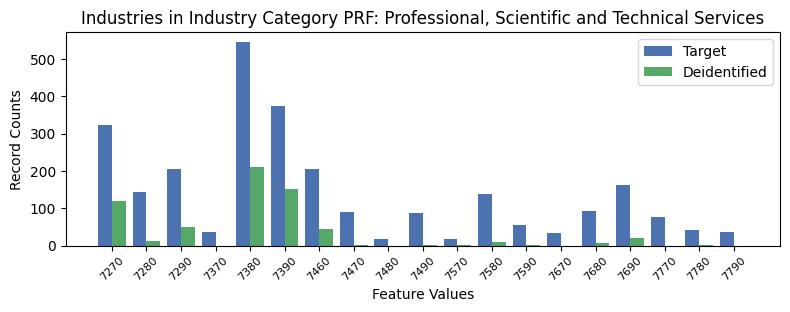 Industries in Industry Category PRF: Professional, Scientific and Technical Services
Target
Deidentified
Record Counts
500
400
300
200
100
0
7270 7280 7290 7370 7380 7390 7460 7470 7480 7490 7570 7580 7590 7670 7680 7690 7770 7780 7790
Feature Values